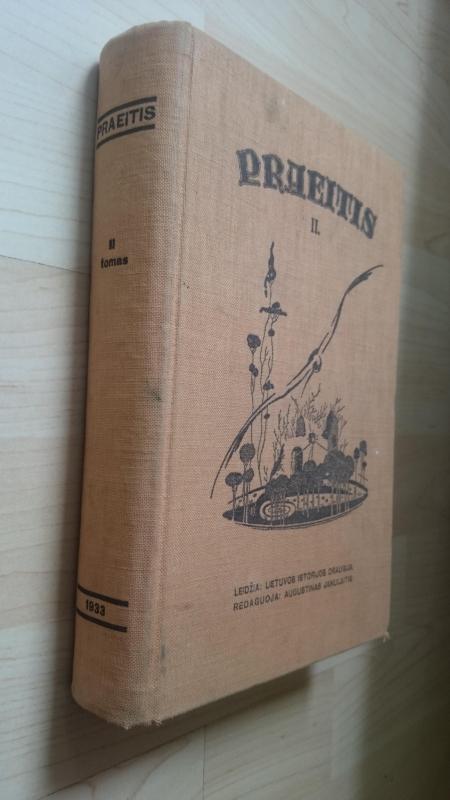 PRAEITIS
II
tomas
1933
PRAEITIS
II.
LEIDŽIA: LIETUVOS ISTORIJOS DRAUGIJA
REDAGUOJA: AUGUSTINAS JANULAITIS